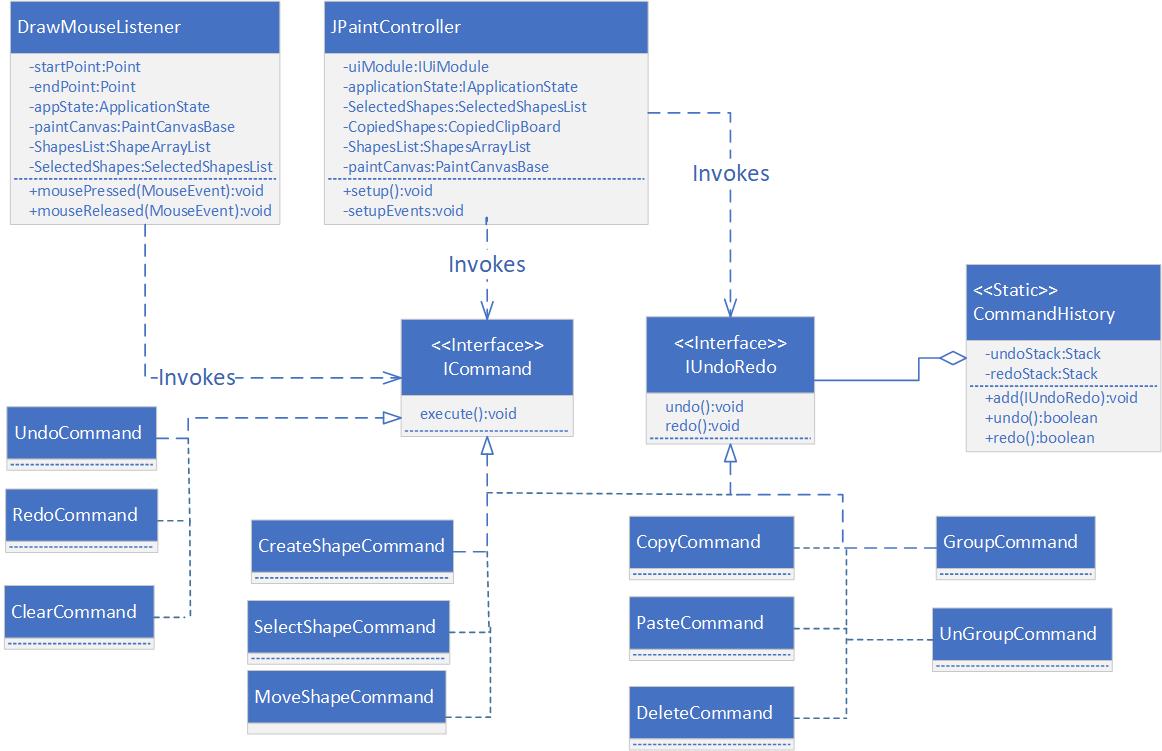 DrawMouseListener
-startPoint:Point
-endPoint:Point
-appState:ApplicationState
-paintCanvas:PaintCanvasBase
-ShapesList:ShapeArrayList
-SelectedShapes:SelectedShapesList
+mousePressed(MouseEvent):void
+mouseReleased(MouseEvent):void
JPaintController
-uiModule:IUiModule
-applicationState:IApplicationState
-SelectedShapes:SelectedShapesList
-CopiedShapes:CopiedClipBoard
-ShapesList:ShapesArrayList
-paintCanvas:PaintCanvasBase
+setup():void
-setupEvents:void
Invokes
Invokes
Invokes
<<Interface>>
ICommand
execute():void
<<Interface>>
IUndoRedo
undo():void
redo():void
<<Static>>
CommandHistory
-undoStack:Stack
-redoStack:Stack
+add(IUndoRedo):void
+undo():boolean
+redo():boolean
UndoCommand
RedoCommand
ClearCommand
CreateShapeCommand
SelectShapeCommand
MoveShapeCommand
CopyCommand
PasteCommand
DeleteCommand
GroupCommand
UnGroupCommand